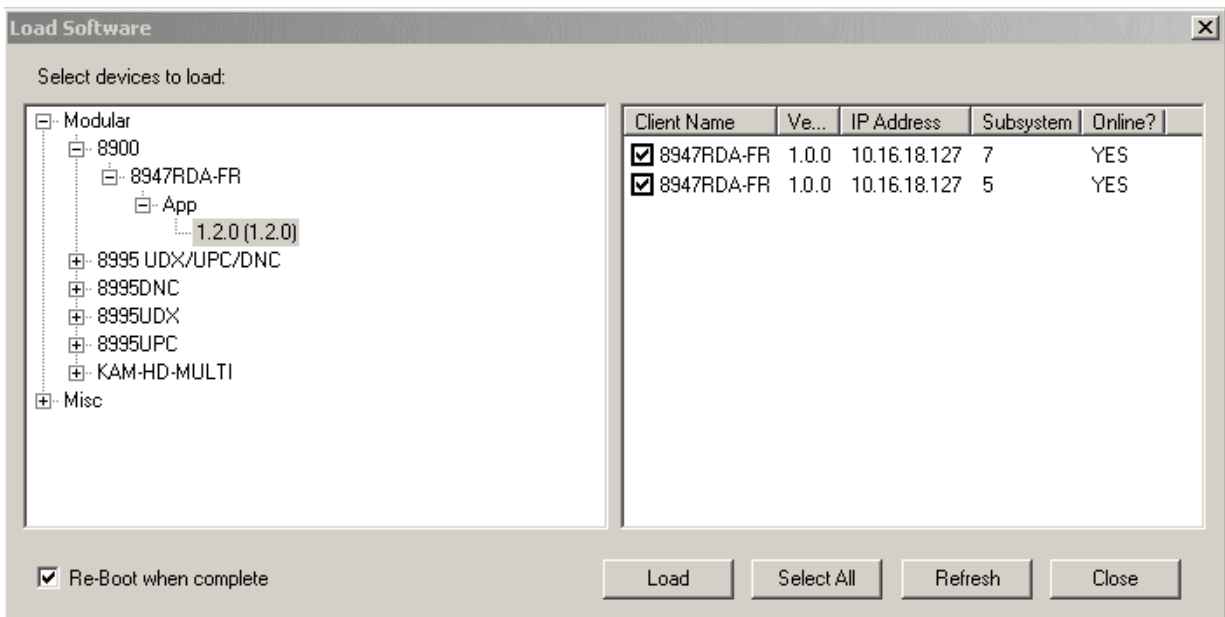 Load Software
Select devices to load:
Modular
8900
8947RDA-FR
App
1.2.0 (1.2.0)
8995 UDX/UPC/DNC
8995DNC
8995UDX
8995UPC
KAM-HD-MULTI
Misc
Client Name Ve... IP Address Subsystem Online?
8947RDA-FR 1.0.0 10.16.18.127 7 YES
8947RDA-FR 1.0.0 10.16.18.127 5 YES
Re-Boot when complete
Load Select All Refresh Close